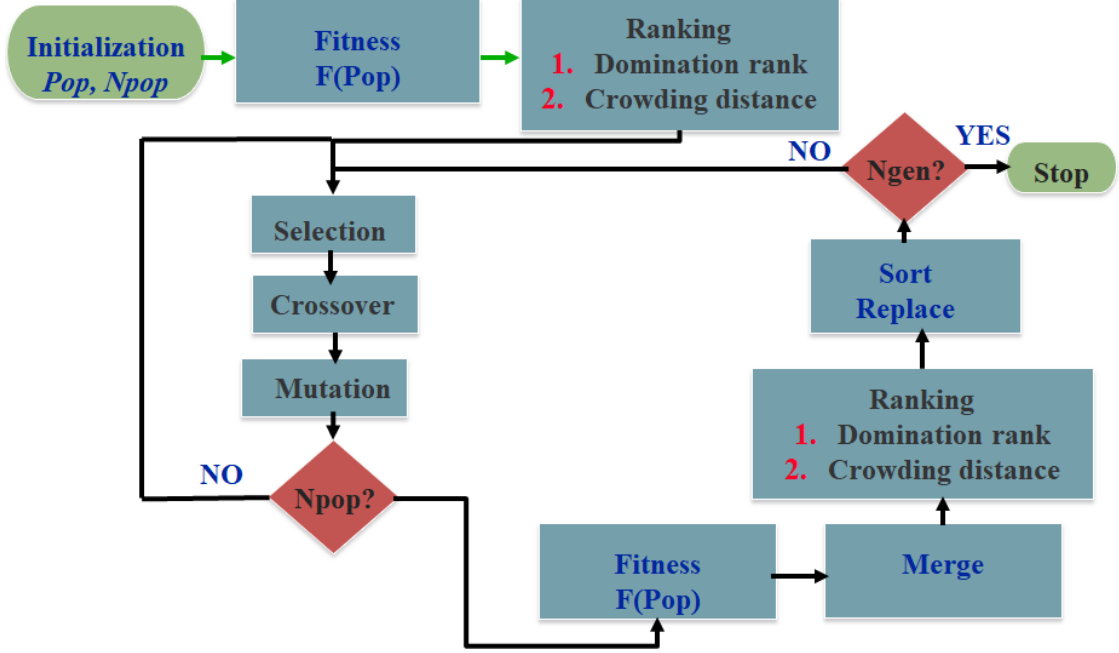 Initialization
Pop, Npop
Fitness
F(Pop)
Ranking
1. Domination rank
2. Crowding distance
NO
Ngen?
YES
Stop
Selection
Crossover
Mutation
NO
Npop?
Sort
Replace
Ranking
1. Domination rank
2. Crowding distance
Fitness
F(Pop)
Merge